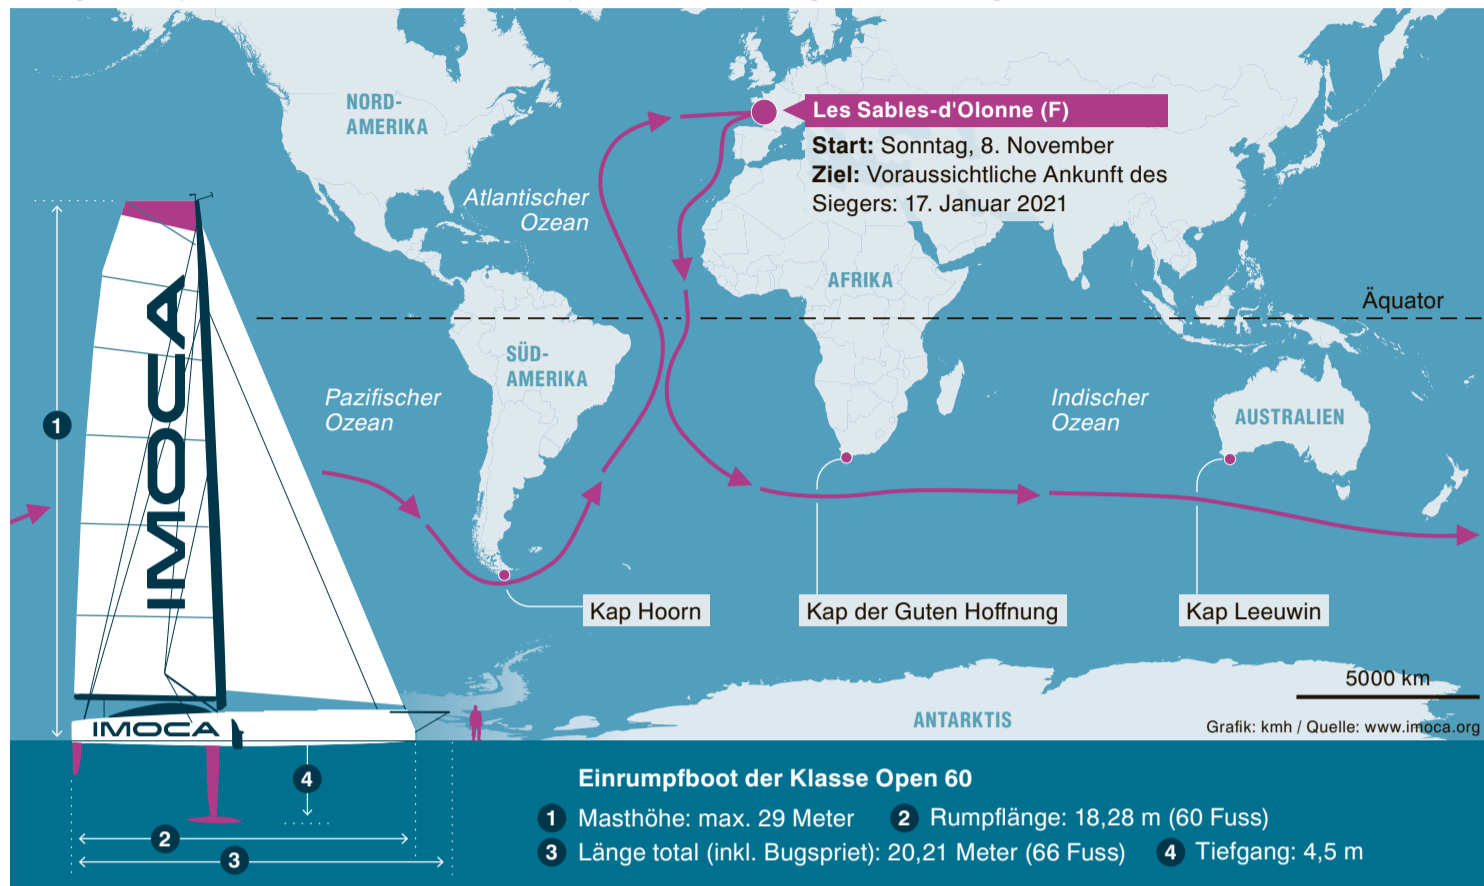 NORD-
AMERIKA
Les Sables-d'Olonne (F)
Start: Sonntag, 8. November
Ziel: Voraussichtliche Ankunft des
Siegers: 17. Januar 2021
Atlantischer
Ozean
AFRIKA
Äquator
SÜD-
AMERIKA
Pazifischer
Ozean
Indischer
Ozean
AUSTRALIEN
IMOCA
1
Kap Hoorn
Kap der Guten Hoffnung
Kap Leeuwin
5000 km
ANTARKTIS
Grafik: kmh / Quelle: www.imoca.org
IMOCA
4
2
3
Einrumpfboot der Klasse Open 60
1 Masthöhe: max. 29 Meter 2 Rumpflänge: 18,28 m (60 Fuss)
3 Länge total (inkl. Bugspriet): 20,21 Meter (66 Fuss) 4 Tiefgang: 4,5 m